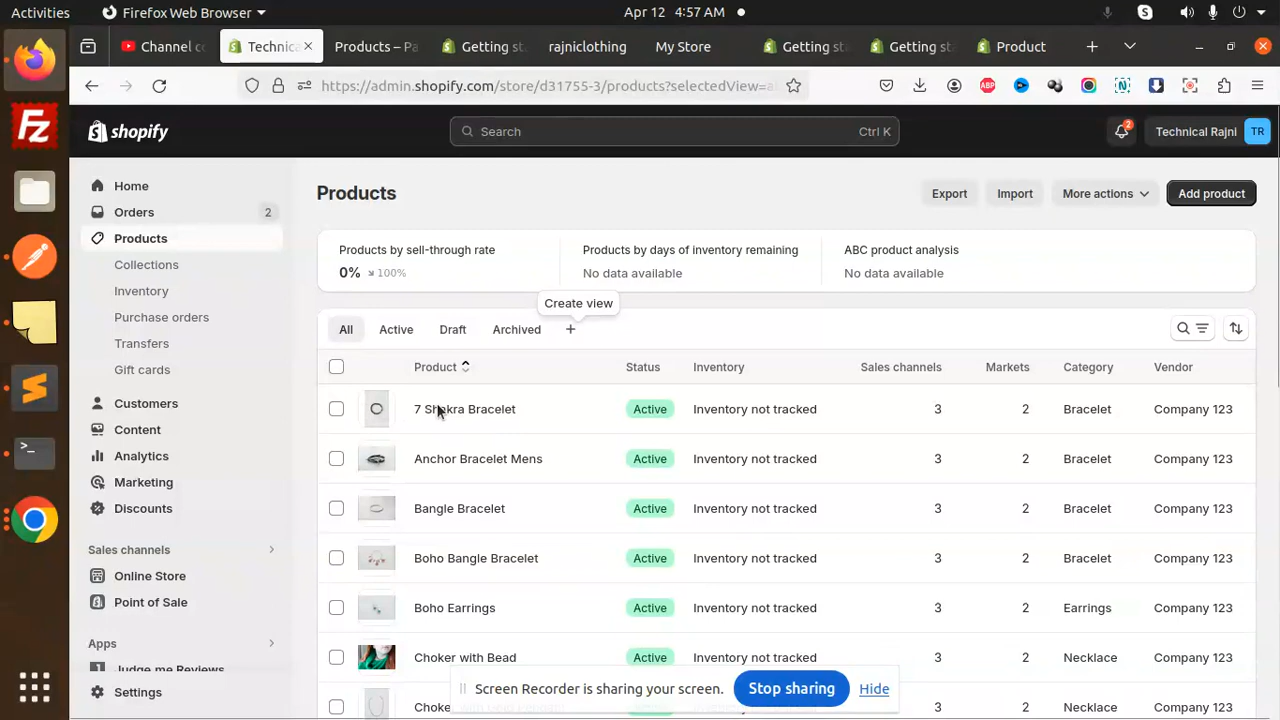 Activities Firefox Web Browser Apr 12 4:57 AM
Channel co Technica Products – Pa Getting st rajniclothing My Store Getting st Getting st Product
https://admin.shopify.com/store/d31755-3/products?selectedView=a
shopify Search Ctrl K 2 Technical Rajni TR
Home
Orders 2
Products
Collections
Inventory
Purchase orders
Transfers
Gift cards
Customers
Content
Analytics
Marketing
Discounts
Sales channels
Online Store
Point of Sale
Apps
Judge.me Reviews
Settings
Products Export Import More actions Add product
Products by sell-through rate Products by days of inventory remaining ABC product analysis
0% 100% No data available No data available
Create view
All Active Draft Archived +
Product Status Inventory Sales channels Markets Category Vendor
7 Shakra Bracelet Active Inventory not tracked 3 2 Bracelet Company 123
Anchor Bracelet Mens Active Inventory not tracked 3 2 Bracelet Company 123
Bangle Bracelet Active Inventory not tracked 3 2 Bracelet Company 123
Boho Bangle Bracelet Active Inventory not tracked 3 2 Bracelet Company 123
Boho Earrings Active Inventory not tracked 3 2 Earrings Company 123
Choker with Bead Active Inventory not tracked 3 2 Necklace Company 123
Active Inventory not tracked 3 2 Necklace Company 123
Screen Recorder is sharing your screen. Stop sharing Hide